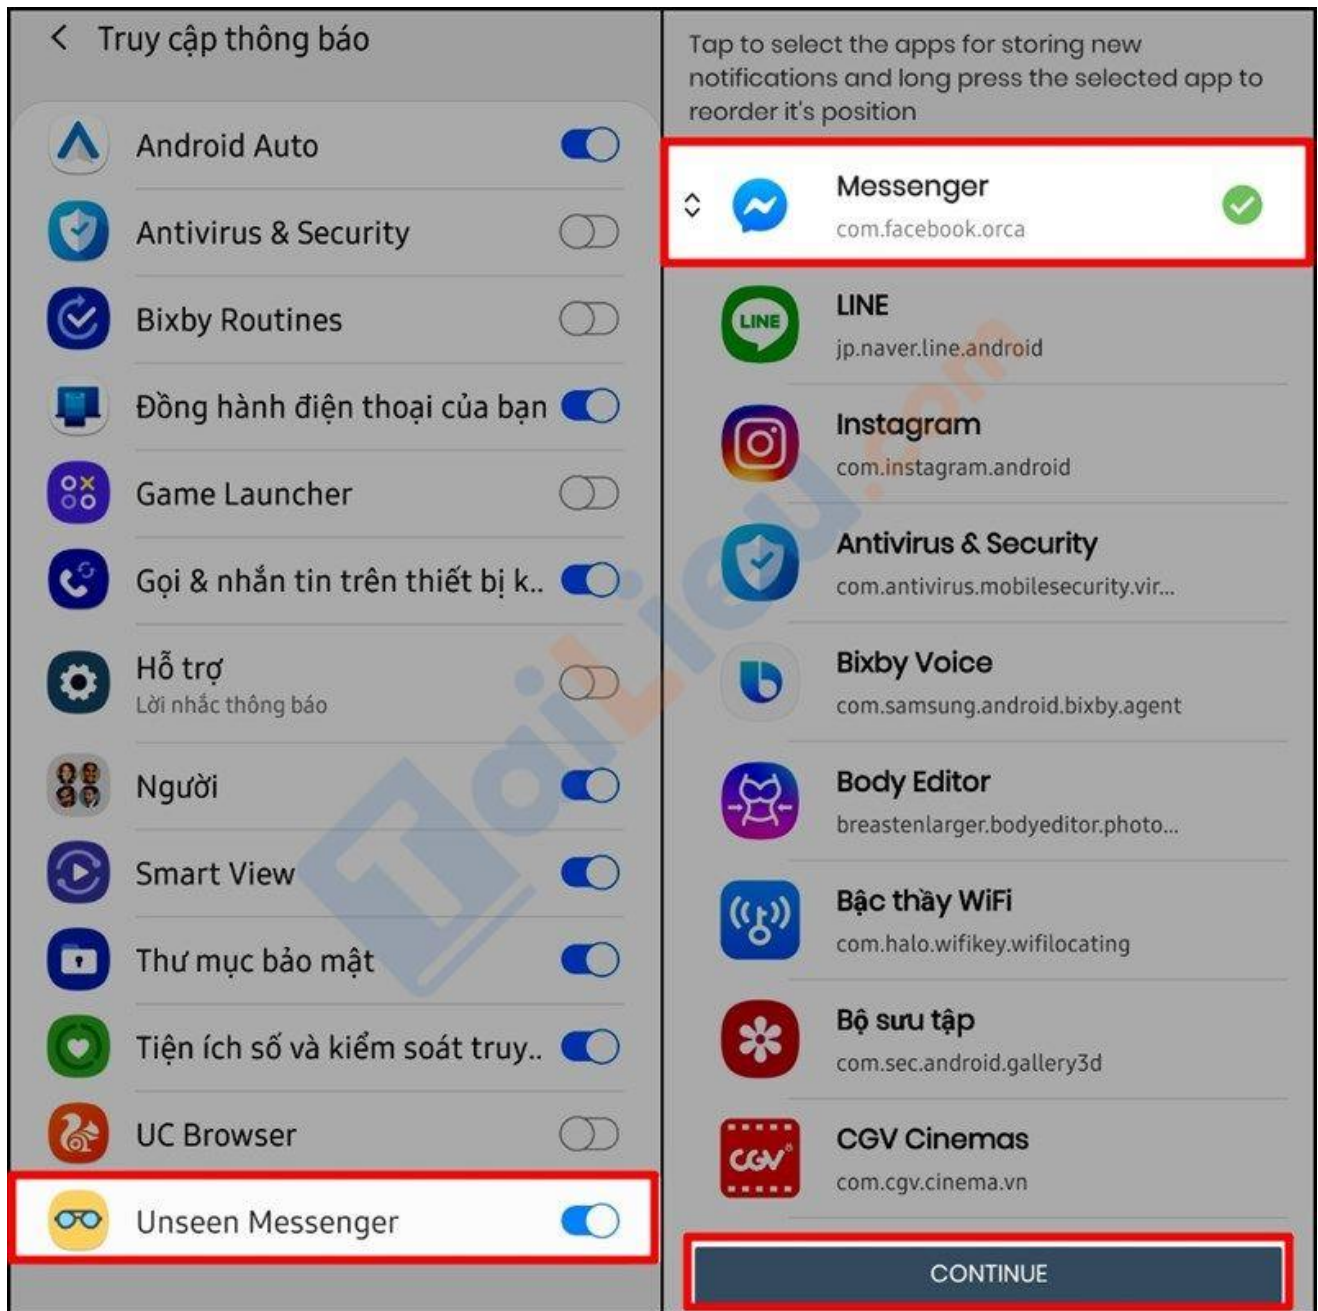 Truy cập thông báo
Android Auto
Antivirus & Security
Bixby Routines
Đồng hành điện thoại của bạn
Game Launcher
Gọi & nhắn tin trên thiết bị k..
Hỗ trợ
Lời nhắc thông báo
Người
Smart View
Thư mục bảo mật
Tiện ích số và kiểm soát truy..
UC Browser
Unseen Messenger
Tap to select the apps for storing new
notifications and long press the selected app to
reorder it's position
Messenger
com.facebook.orca
LINE
LINE
jp.naver.line.android
Instagram
com.instagram.android
Antivirus & Security
com.antivirus.mobilesecurity.vir...
Bixby Voice
com.samsung.android.bixby.agent
Body Editor
breastenlarger.bodyeditor.photo...
Bậc thầy WiFi
com.halo.wifikey.wifilocating
Bộ sưu tập
com.sec.android.gallery3d
CGV
CGV Cinemas
com.cgv.cinema.vn
CONTINUE
TaiLieu.com